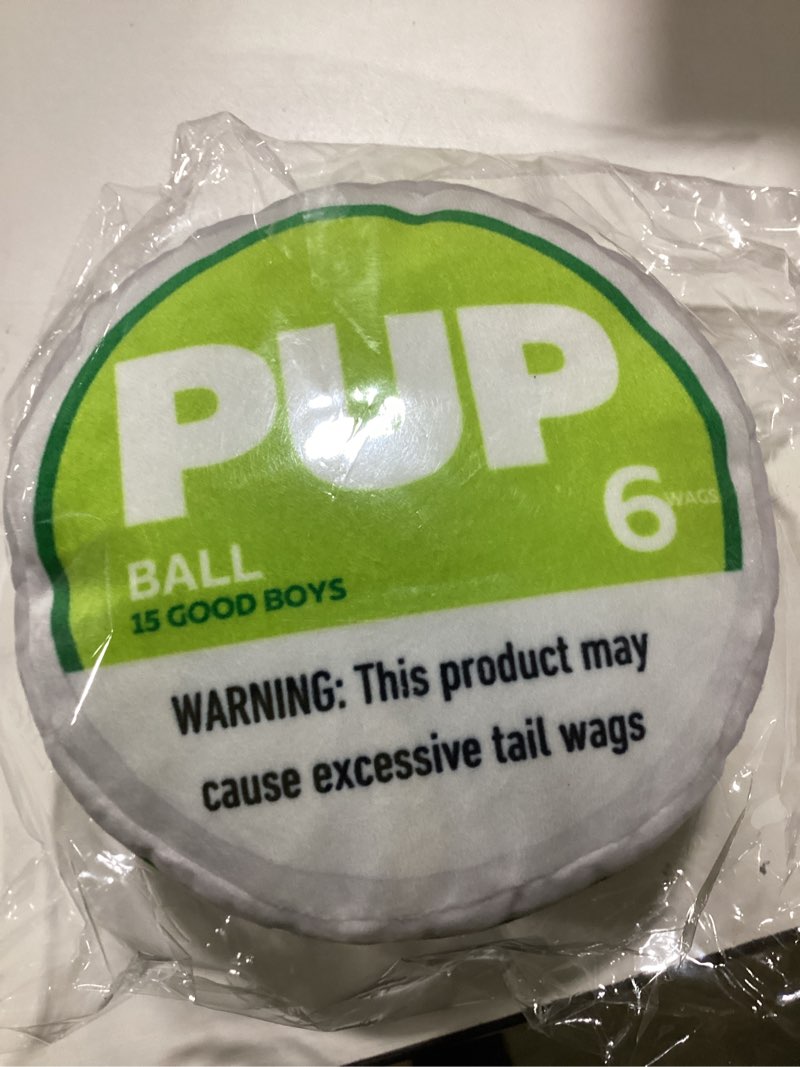 PUP
6 WAGS
BALL
15 GOOD BOYS
WARNING: This product may
cause excessive tail wags